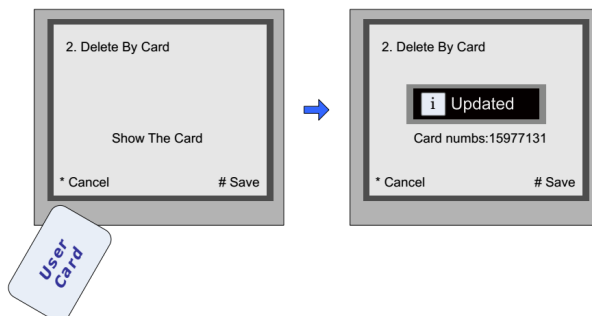 2. Delete By Card
Show The Card
* Cancel # Save
User
Card
2. Delete By Card
i Updated
Card numbs:15977131
* Cancel # Save